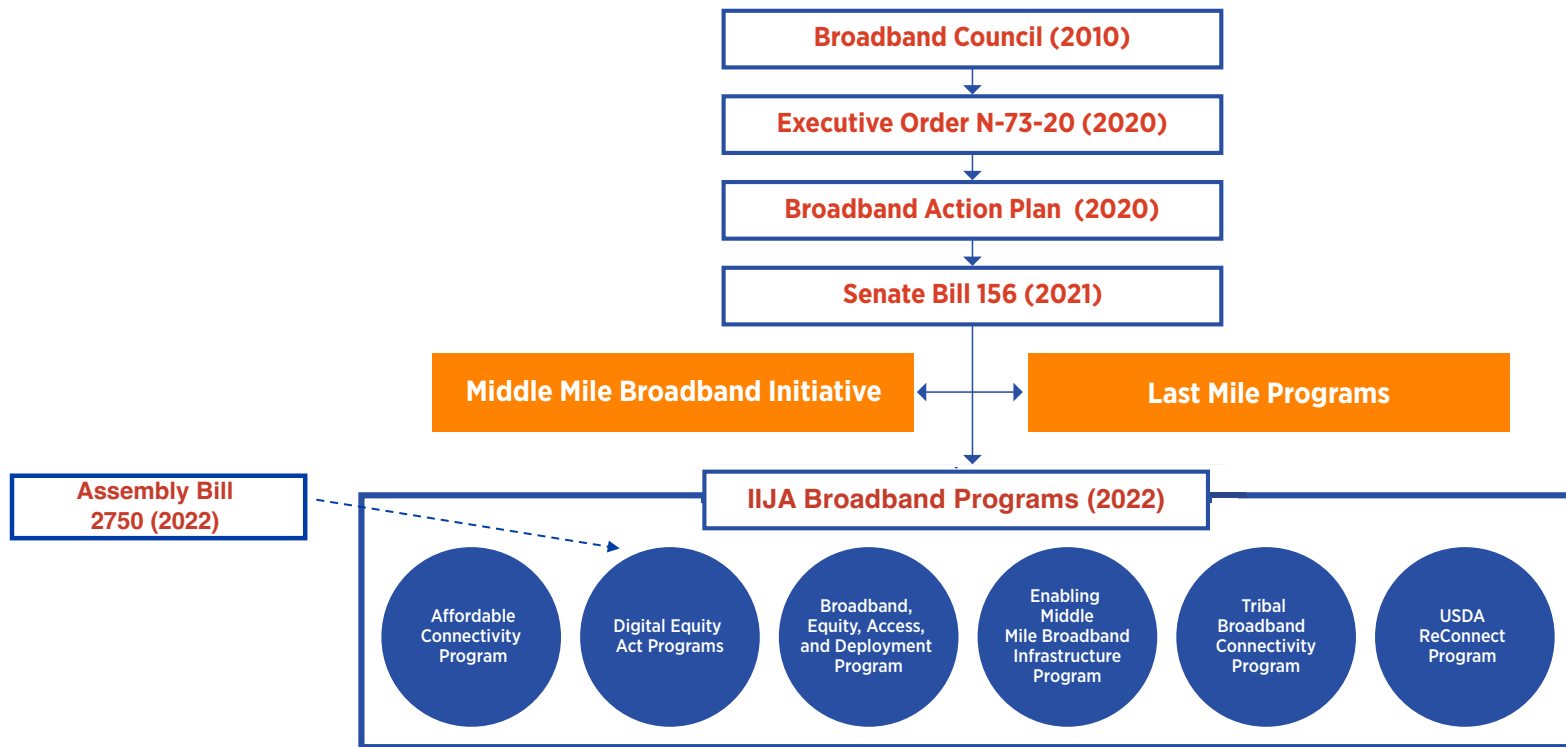 Broadband Council (2010)
Executive Order N-73-20 (2020)
Broadband Action Plan (2020)
Senate Bill 156 (2021)
Middle Mile Broadband Initiative
Last Mile Programs
Assembly Bill
2750 (2022)
IIJA Broadband Programs (2022)
Affordable
Connectivity
Program
Digital Equity
Act Programs
Broadband,
Equity, Access,
and Deployment
Program
Enabling
Middle
Mile Broadband
Infrastructure
Program
Tribal
Broadband
Connectivity
Program
USDA
ReConnect
Program